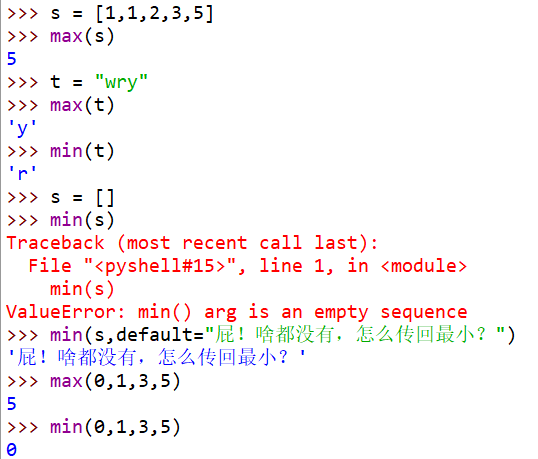 >>> s = [1,1,2,3,5]
>>> max(s)
5
>>> t = "wry"
>>> max(t)
'y'
>>> min(t)
'r'
>>> s = []
>>> min(s)
Traceback (most recent call last):
  File "<pyshell#15>", line 1, in <module>
    min(s)
ValueError: min() arg is an empty sequence
>>> min(s,default="屁！啥都没有，怎么传回最小？")
'屁！啥都没有，怎么传回最小？'
>>> max(0,1,3,5)
5
>>> min(0,1,3,5)
0